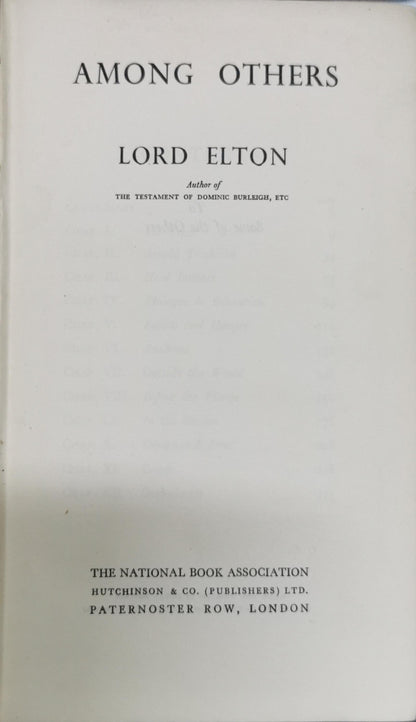 AMONG OTHERS
LORD ELTON
Author of
THE TESTAMENT OF DOMINIC BURLEIGH, ETC
THE NATIONAL BOOK ASSOCIATION
HUTCHINSON & CO. (PUBLISHERS) LTD.
PATERNOSTER ROW, LONDON